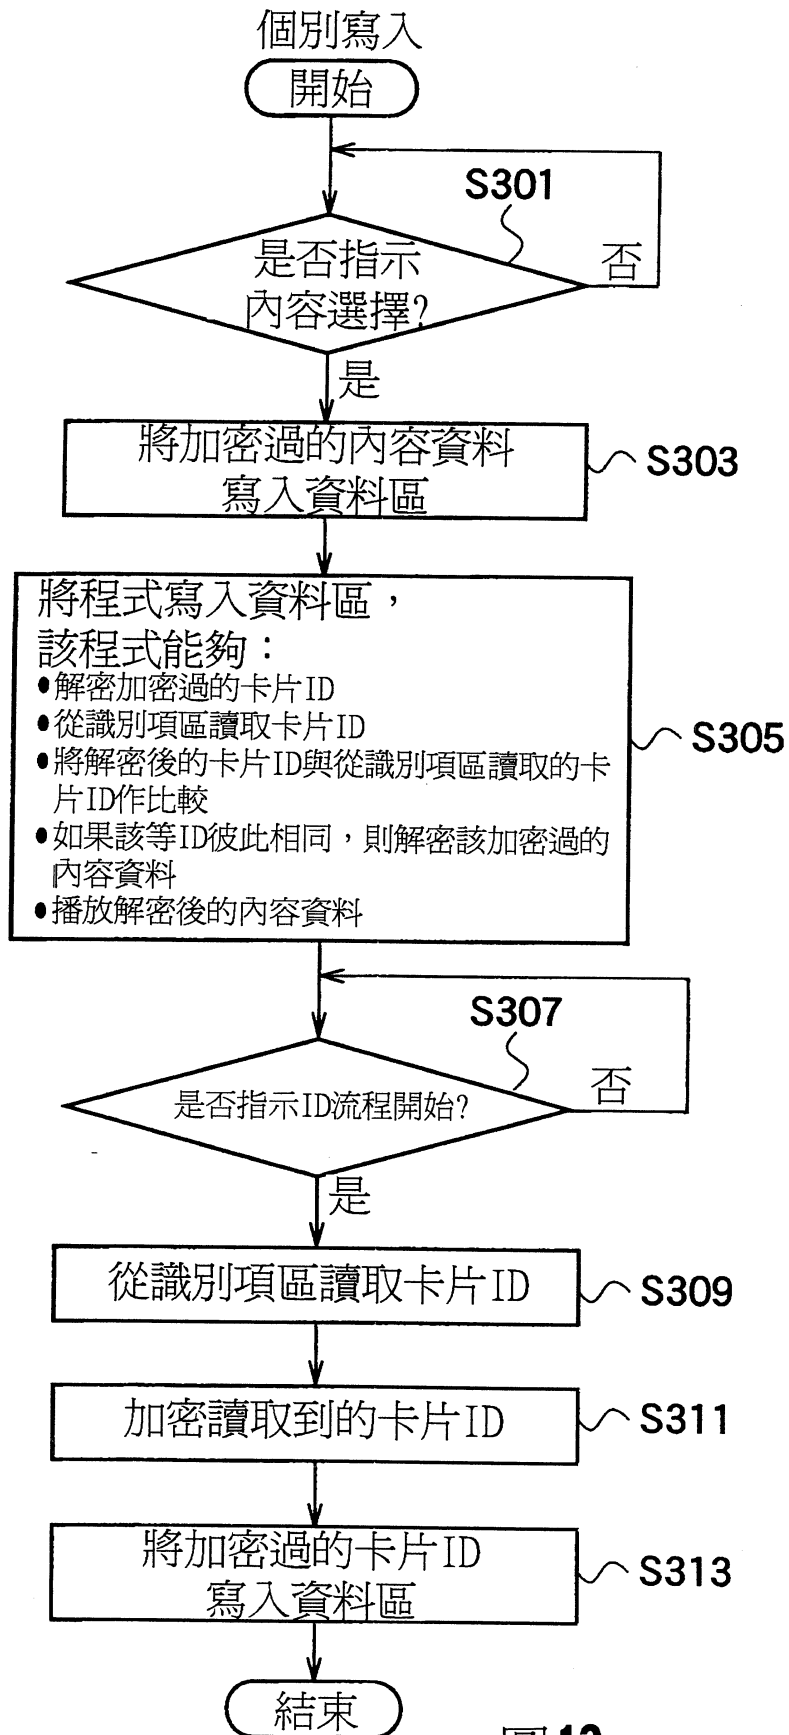 個別寫入
開始
S301
是否指示
內容選擇?
否
是
將加密過的內容資料
寫入資料區
S303
將程式寫入資料區，
該程式能夠：
●解密加密過的卡片ID
●從識別項區讀取卡片ID
●將解密後的卡片ID與從識別項區讀取的卡
片ID作比較
●如果該等ID彼此相同，則解密該加密過的
內容資料
●播放解密後的內容資料
S305
S307
是否指示ID流程開始?
否
是
從識別項區讀取卡片ID
S309
加密讀取到的卡片ID
S311
將加密過的卡片ID
寫入資料區
S313
結束